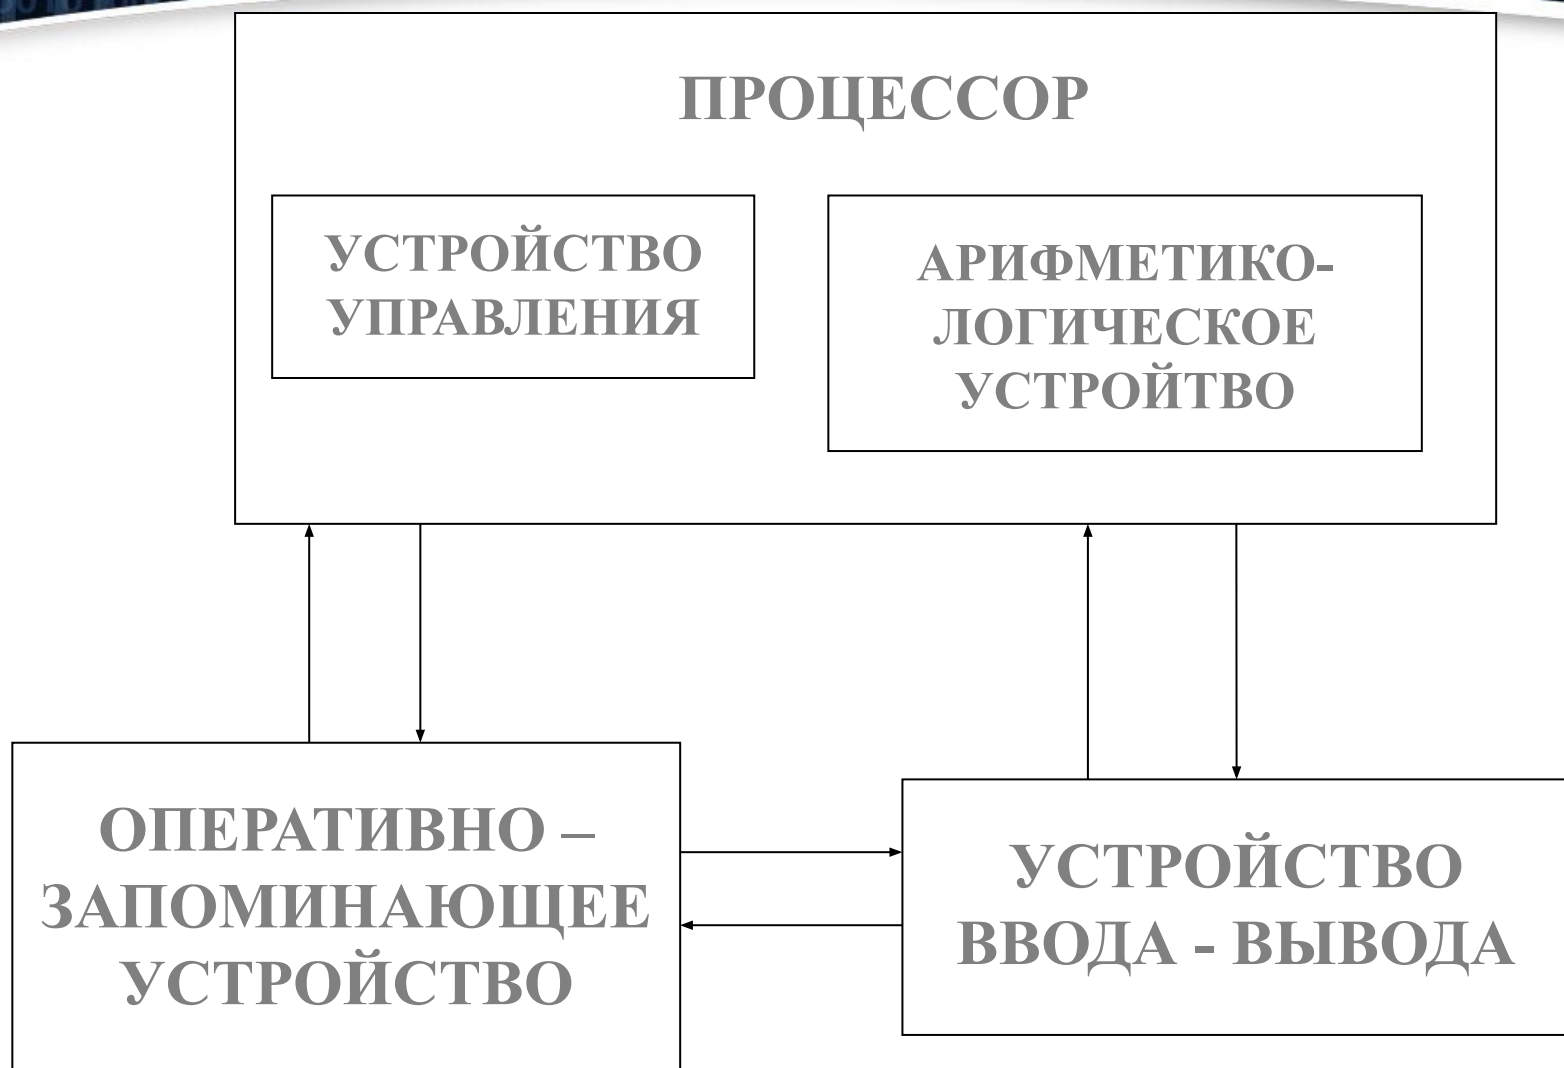 ПРОЦЕССОР
УСТРОЙСТВО
УПРАВЛЕНИЯ
АРИФМЕТИКО-
ЛОГИЧЕСКОЕ
УСТРОЙТВО
ОПЕРАТИВНО –
ЗАПОМИНАЮЩЕЕ
УСТРОЙСТВО
УСТРОЙСТВО
ВВОДА - ВЫВОДА